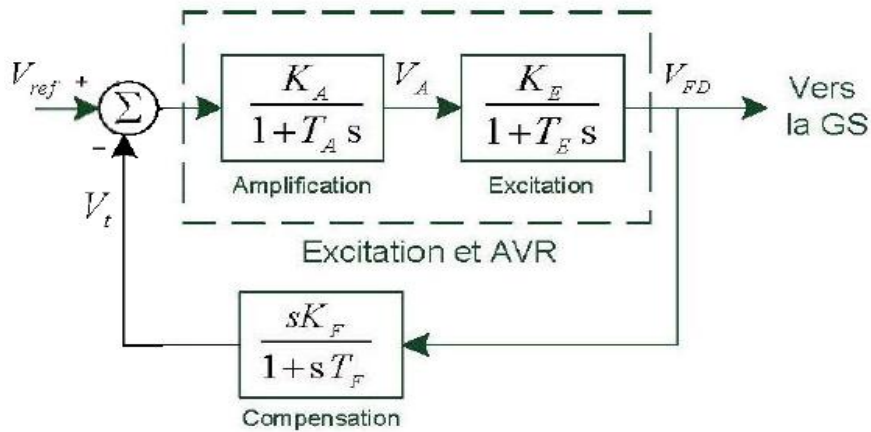 V_ref
+
Σ
-
V_t
K_A
1+T_A s
Amplification
V_A
K_E
1+T_E s
Excitation
V_FD
Vers
la GS
Excitation et AVR
sK_F
1+s T_F
Compensation